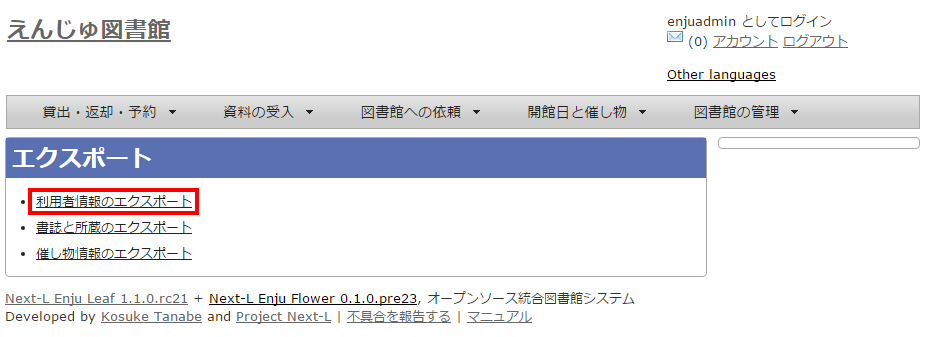 えんじゅ図書館
enjuadmin としてログイン
(0) アカウント ログアウト
Other languages
貸出・返却・予約 資料の受入 図書館への依頼 開館日と催し物 図書館の管理
エクスポート
利用者情報のエクスポート
書誌と所蔵のエクスポート
催し物情報のエクスポート
Next-L Enju Leaf 1.1.0.rc21 + Next-L Enju Flower 0.1.0.pre23, オープンソース統合図書館システム
Developed by Kosuke Tanabe and Project Next-L | 不具合を報告する | マニュアル